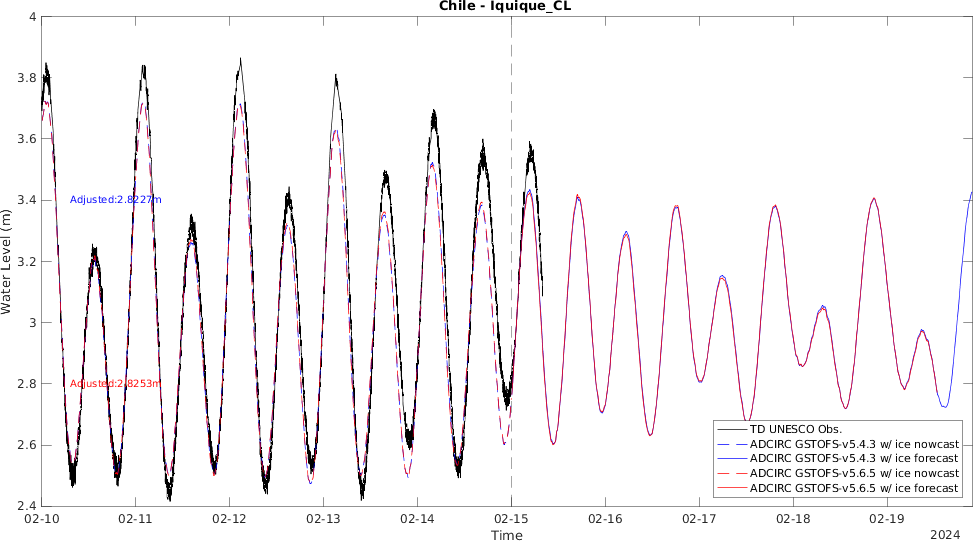 Chile - Iquique_CL
4
3.8
3.6
3.4
3.2
3
2.8
2.6
2.4
Water Level (m)
Adjusted:2.8227m
Adjusted:2.8253m
TD UNESCO Obs.
ADCIRC GSTOFS-v5.4.3 w/ ice nowcast
ADCIRC GSTOFS-v5.4.3 w/ ice forecast
ADCIRC GSTOFS-v5.6.5 w/ ice nowcast
ADCIRC GSTOFS-v5.6.5 w/ ice forecast
02-10 02-11 02-12 02-13 02-14 02-15 02-16 02-17 02-18 02-19
Time
2024